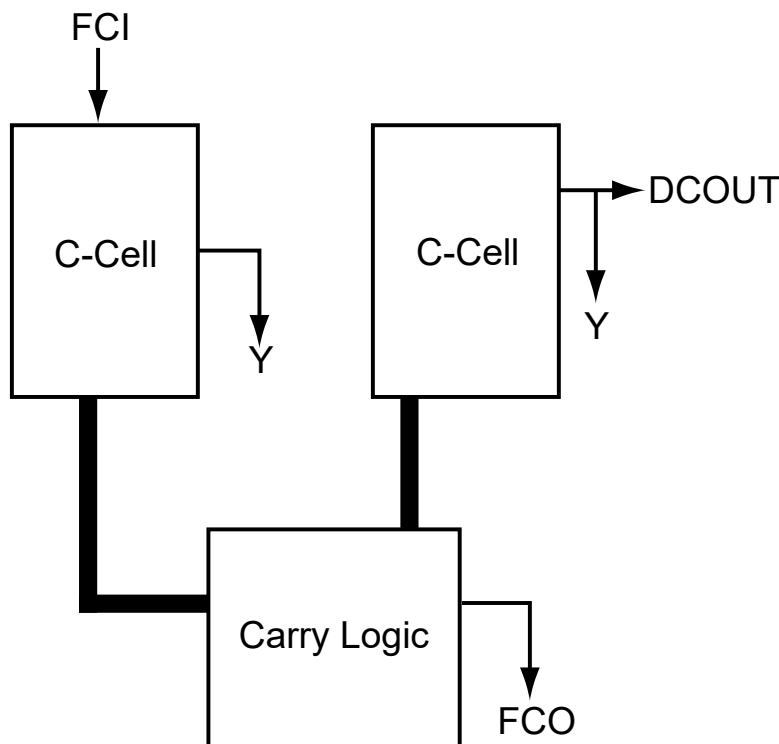 FCI
C-Cell
Y
C-Cell
DCOUT
Y
Carry Logic
FCO